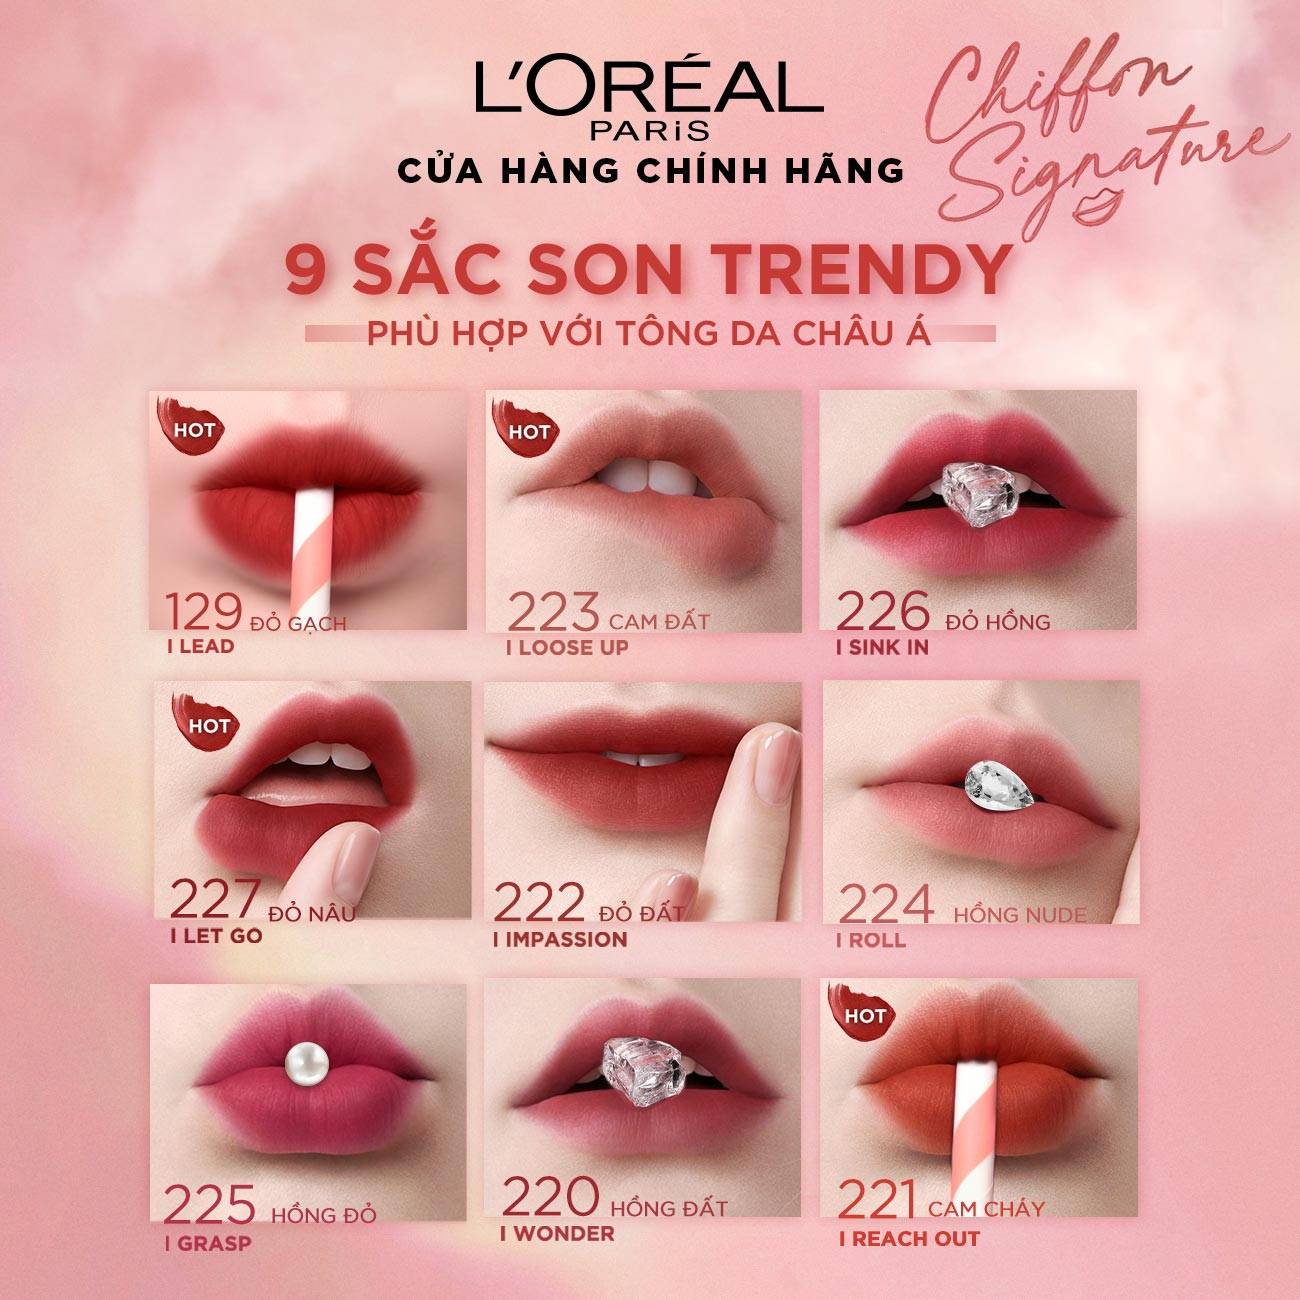 L'ORÉAL
PARiS
CỬA HÀNG CHÍNH HÃNG
Chiffon
Signature
9 SẮC SON TRENDY
PHÙ HỢP VỚI TÔNG DA CHÂU Á
HOT
129 ĐỎ GẠCH
I LEAD
HOT
223 CAM ĐẤT
I LOOSE UP
226 ĐỎ HỒNG
I SINK IN
HOT
227 ĐỎ NÂU
I LET GO
222 ĐỎ ĐẤT
I IMPASSION
224 HỒNG NUDE
I ROLL
225 HỒNG ĐỎ
I GRASP
220 HỒNG ĐẤT
I WONDER
HOT
221 CAM CHÁY
I REACH OUT